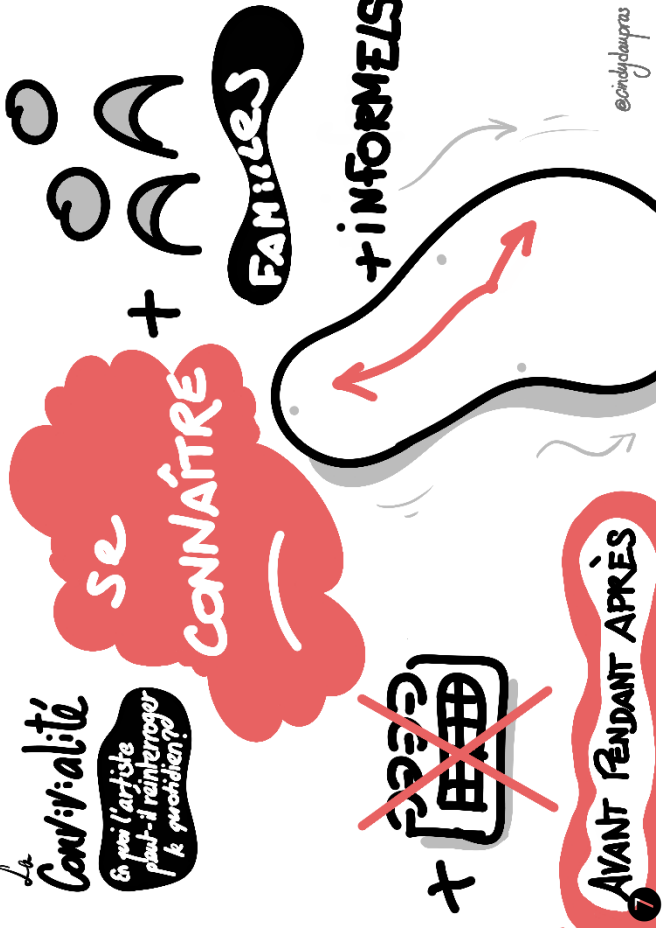 La
Convivialité
En quoi l'artiste
peut-il réinterroger
le quotidien?
se
CONNAÎTRE
+
FAMILLES
+ iNFORMELS
+
AVANT PENDANT APRÈS
7
@cindydaupras